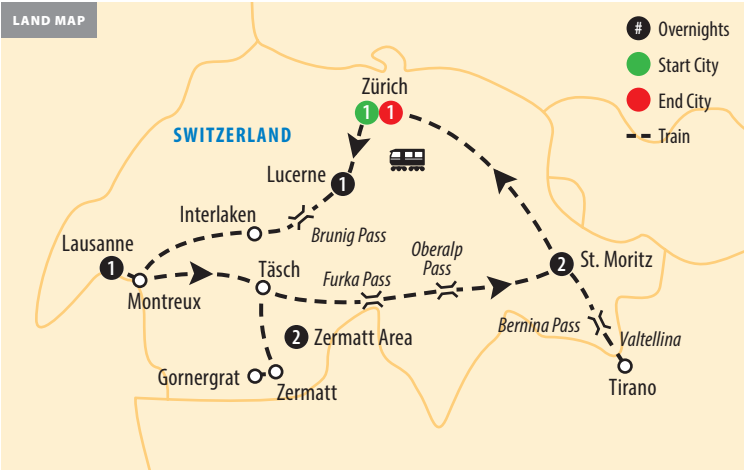 LAND MAP
# Overnights
Start City
End City
Train
Zürich
1 1
SWITZERLAND
Lucerne
1
Interlaken
Brunig Pass
Lausanne
1
Montreux
Täsch
Furka Pass
Oberalp
Pass
2 St. Moritz
Bernina Pass
Valtellina
Tirano
2 Zermatt Area
Gornergrat
Zermatt